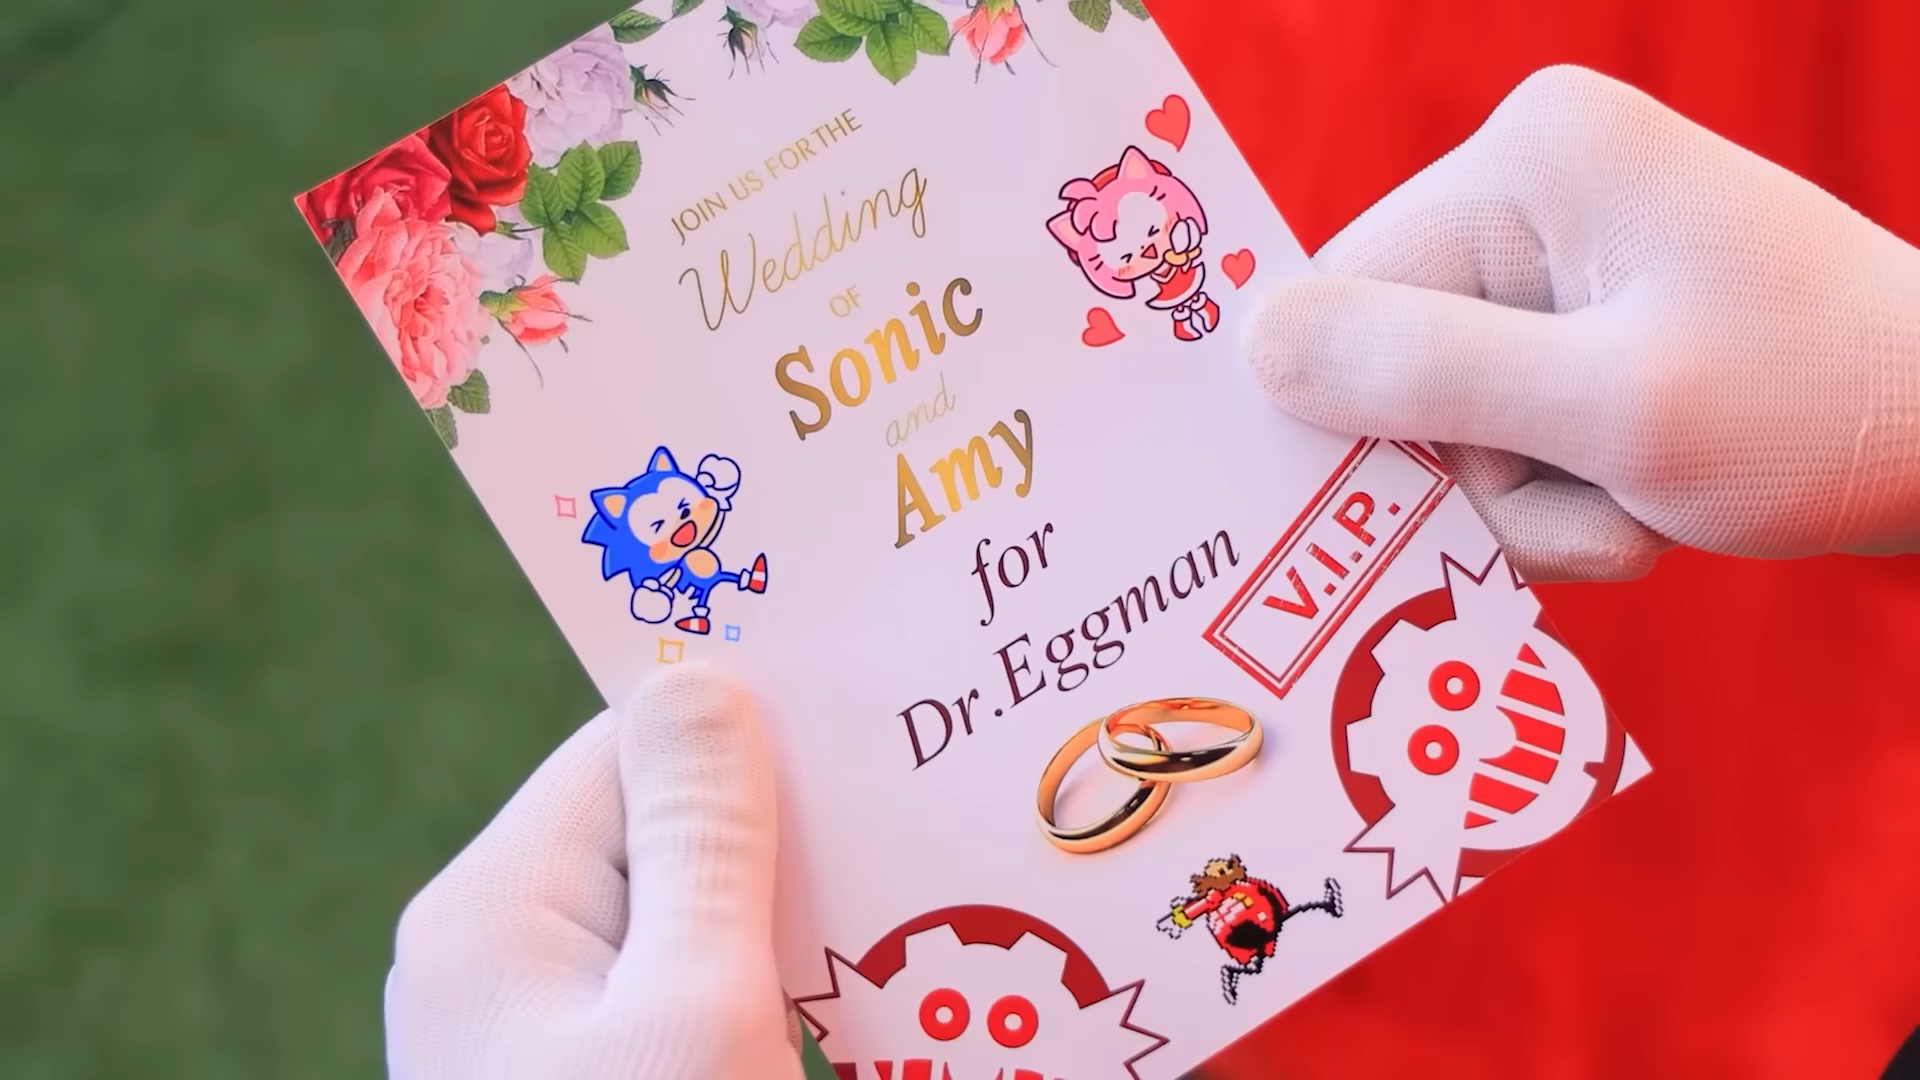 JOIN US FOR THE
Wedding
OF
Sonic
and
Amy
for
Dr.Eggman
V.I.P.